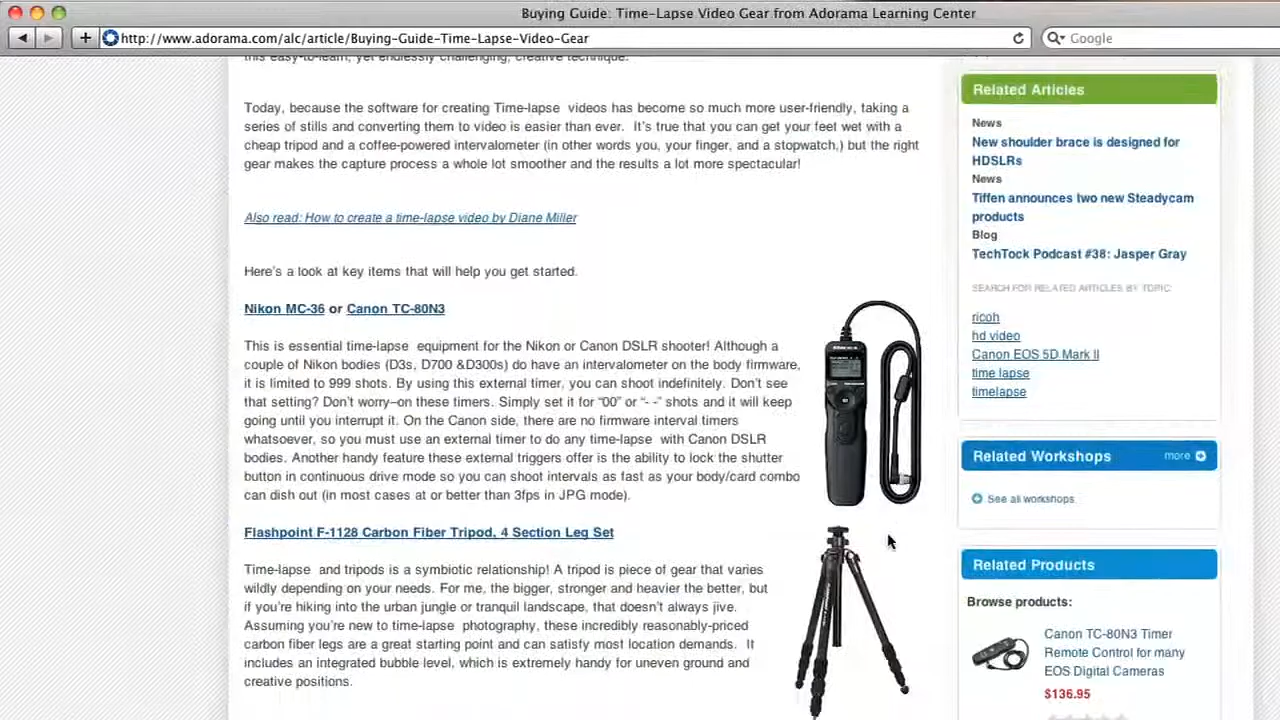 Buying Guide: Time-Lapse Video Gear from Adorama Learning Center
http://www.adorama.com/alc/article/Buying-Guide-Time-Lapse-Video-Gear
Google
this easy-to-learn, yet endlessly challenging, creative technique.
Today, because the software for creating Time-lapse videos has become so much more user-friendly, taking a
series of stills and converting them to video is easier than ever. It's true that you can get your feet wet with a
cheap tripod and a coffee-powered intervalometer (in other words you, your finger, and a stopwatch,) but the right
gear makes the capture process a whole lot smoother and the results a lot more spectacular!
Also read: How to create a time-lapse video by Diane Miller
Here's a look at key items that will help you get started.
Nikon MC-36 or Canon TC-80N3
This is essential time-lapse equipment for the Nikon or Canon DSLR shooter! Although a
couple of Nikon bodies (D3s, D700 &D300s) do have an intervalometer on the body firmware,
it is limited to 999 shots. By using this external timer, you can shoot indefinitely. Don't see
that setting? Don't worry–on these timers. Simply set it for “00” or “- -” shots and it will keep
going until you interrupt it. On the Canon side, there are no firmware interval timers
whatsoever, so you must use an external timer to do any time-lapse with Canon DSLR
bodies. Another handy feature these external triggers offer is the ability to lock the shutter
button in continuous drive mode so you can shoot intervals as fast as your body/card combo
can dish out (in most cases at or better than 3fps in JPG mode).
Flashpoint F-1128 Carbon Fiber Tripod, 4 Section Leg Set
Time-lapse and tripods is a symbiotic relationship! A tripod is piece of gear that varies
wildly depending on your needs. For me, the bigger, stronger and heavier the better, but
if you're hiking into the urban jungle or tranquil landscape, that doesn't always jive.
Assuming you're new to time-lapse photography, these incredibly reasonably-priced
carbon fiber legs are a great starting point and can satisfy most location demands. It
includes an integrated bubble level, which is extremely handy for uneven ground and
creative positions.
Related Articles
News
New shoulder brace is designed for
HDSLRs
News
Tiffen announces two new Steadycam
products
Blog
TechTock Podcast #38: Jasper Gray
SEARCH FOR RELATED ARTICLES BY TOPIC:
ricoh
hd video
Canon EOS 5D Mark II
time lapse
timelapse
Related Workshops
more
See all workshops
Related Products
Browse products:
Canon TC-80N3 Timer
Remote Control for many
EOS Digital Cameras
$136.95